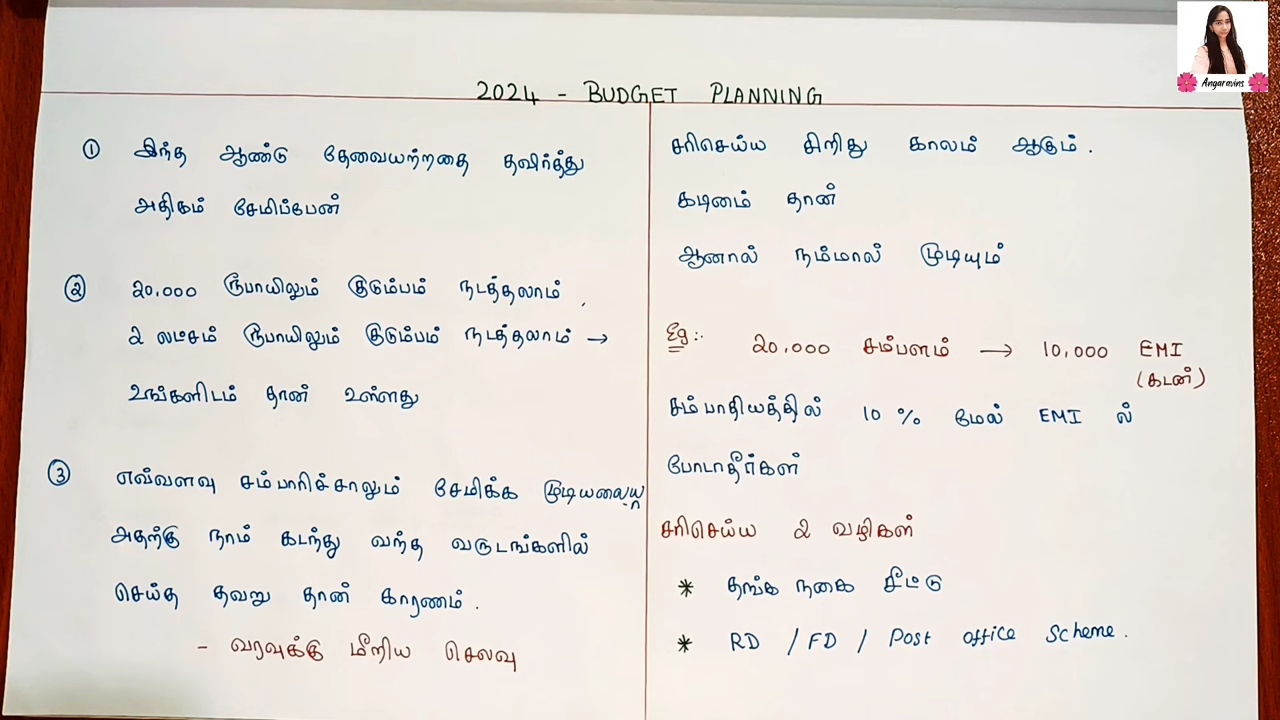 2024 - BUDGET PLANNING
① இந்த ஆண்டு தேவையற்றதை தவிர்த்து
அதிகம் சேமிப்பேன்
② 20,000 ரூபாயிலும் குடும்பம் நடத்தலாம்,
2 லட்சம் ரூபாயிலும் குடும்பம் நடத்தலாம் →
உங்களிடம் தான் உள்ளது
③ எவ்வளவு சம்பாரிச்சாலும் சேமிக்க
அதற்கு நாம் கடந்து வந்த வருடங்களில்
செய்த தவறு தான் காரணம்.
- வரவுக்கு மீறிய செலவு
சரிசெய்ய சிறிது காலம் ஆகும்.
கடினம் தான்
ஆனால் நம்மால் முடியும்
Eg :- 20,000 சம்பளம் → 10,000 EMI
(கடன்)
சம்பாதியத்தில் 10 % மேல் EMI ல்
போடாதீர்கள்
சரிசெய்ய 2 வழிகள்
* தங்க நகை சீட்டு
* RD / FD / Post office Scheme.
Angaravins